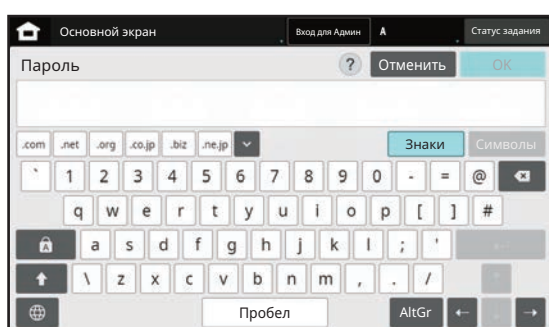 Основной экран Вход для Админ A Статус задания
Пароль ? Отменить OK
.com .net .org .co.jp .biz .ne.jp Знаки Символы
` 1 2 3 4 5 6 7 8 9 0 - = @
q w e r t y u i o p [ ] #
A a s d f g h j k l ; '
\ z x c v b n m , . /
Пробел AltGr